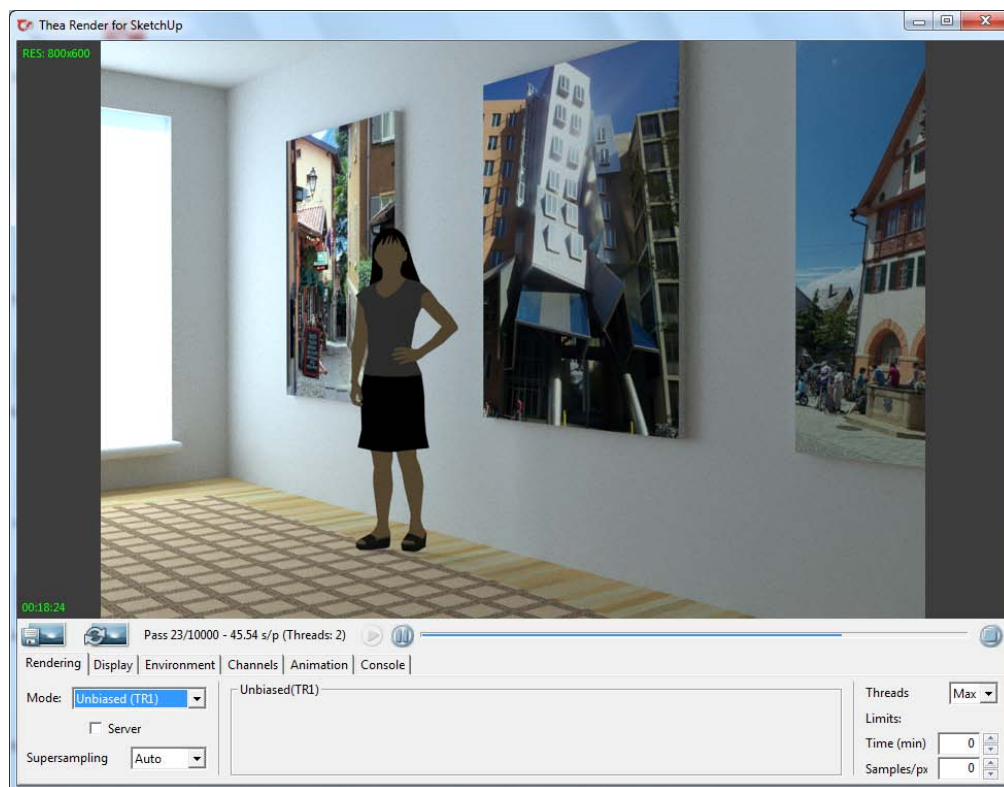 Thea Render for SketchUp
RES: 800x600
00:18:24
Pass 23/10000 - 45.54 s/p (Threads: 2)
Rendering Display Environment Channels Animation Console
Mode: Unbiased (TR1)
Unbiased(TR1)
Threads Max
Server
Limits:
Time (min) 0
Supersampling Auto
Samples/px 0